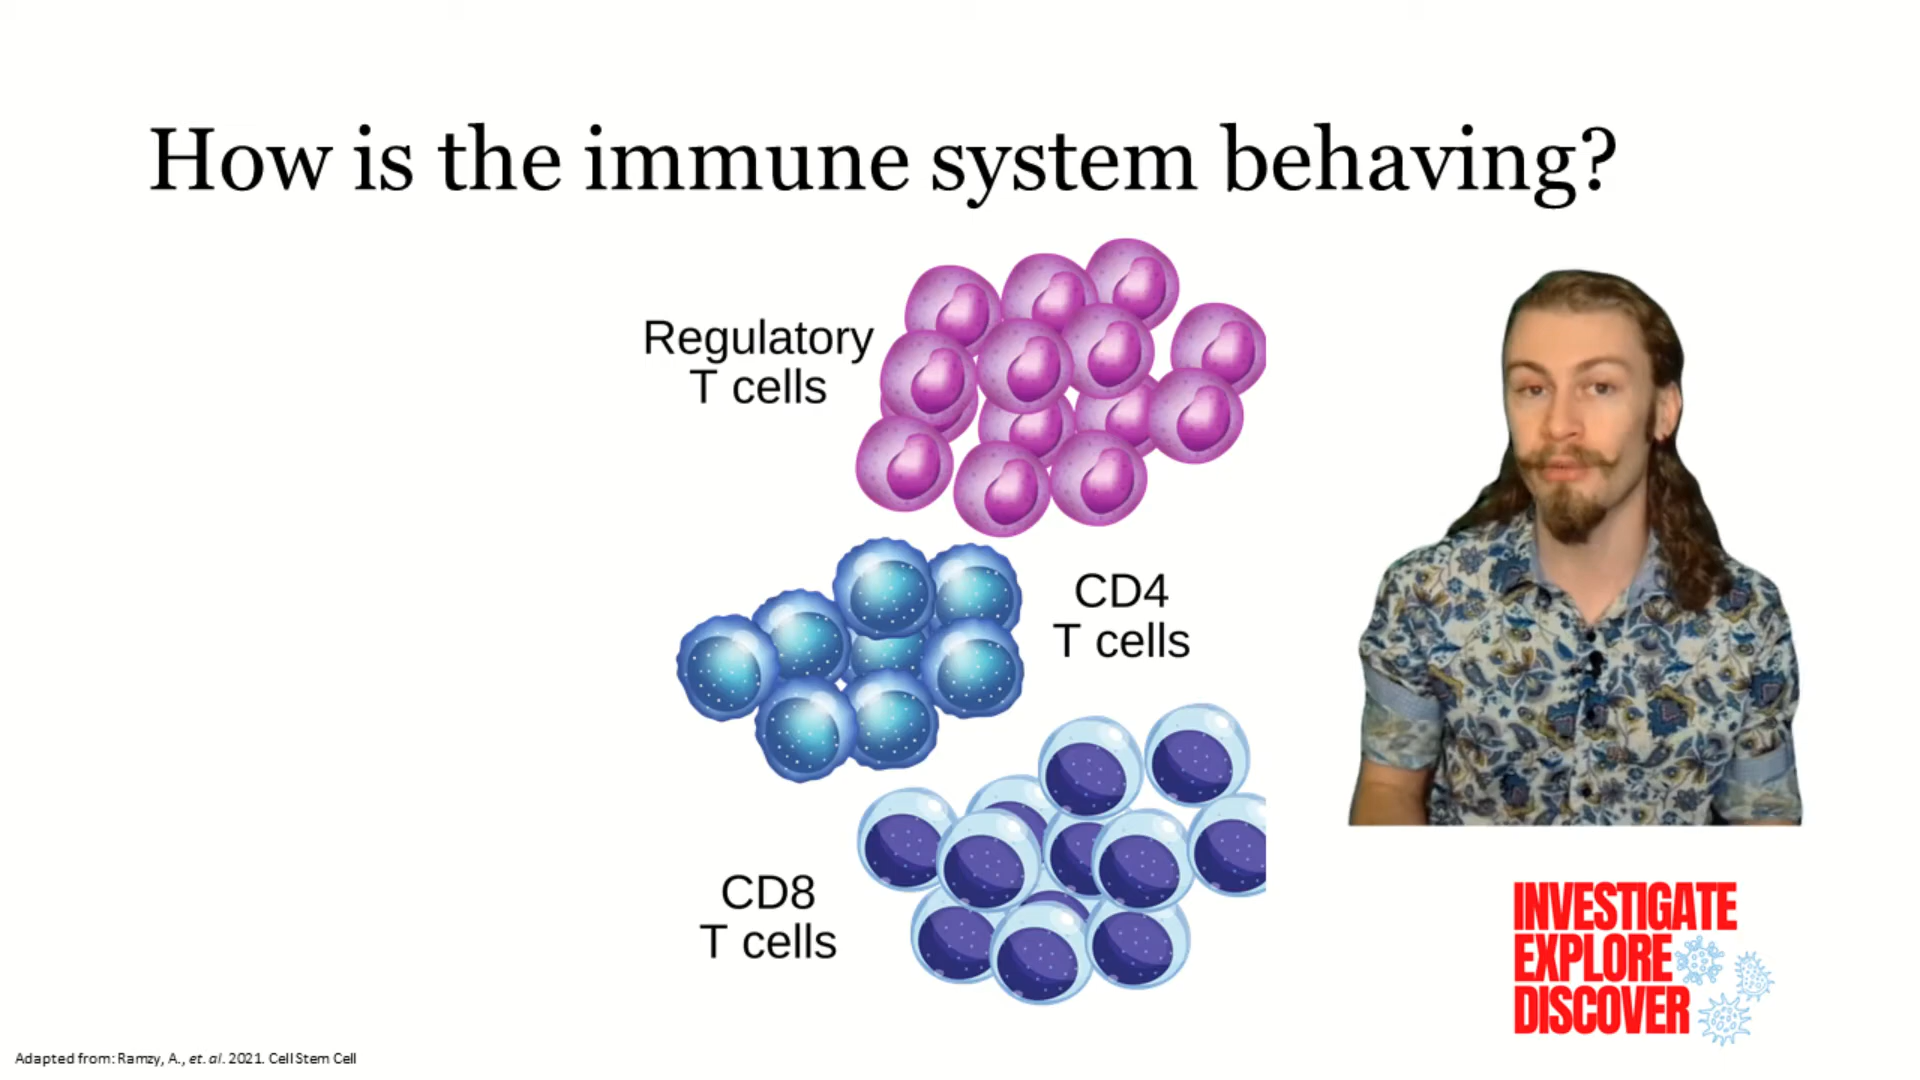 How is the immune system behaving?
Regulatory
T cells
CD4
T cells
CD8
T cells
INVESTIGATE
EXPLORE
DISCOVER
Adapted from: Ramzy, A., et. al. 2021. Cell Stem Cell